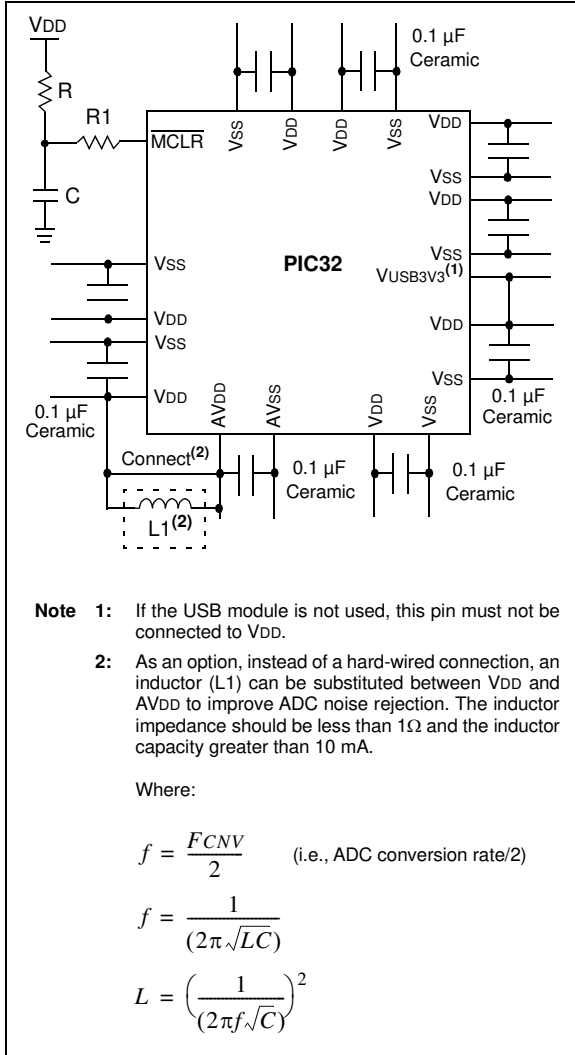 VDD
0.1 µF
Ceramic
R
R1
MCLR
VSS
VDD
VDD
VSS
VDD
C
VSS
VDD
PIC32
VSS
VSS
VUSB3V3(1)
VDD
VSS
VDD
VDD
AVDD
AVSS
VDD
VSS
VSS
0.1 µF
Ceramic
0.1 µF
Ceramic
Connect(2)
0.1 µF
Ceramic
0.1 µF
Ceramic
L1(2)
Note 1: If the USB module is not used, this pin must not be
connected to VDD.
2: As an option, instead of a hard-wired connection, an
inductor (L1) can be substituted between VDD and
AVDD to improve ADC noise rejection. The inductor
impedance should be less than 1Ω and the inductor
capacity greater than 10 mA.
Where:
f = FCNV / 2 (i.e., ADC conversion rate/2)
f = 1 / (2π√LC)
L = (1 / (2πf√C))²